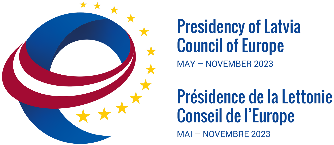 Presidency of Latvia
Council of Europe
MAY – NOVEMBER 2023
Présidence de la Lettonie
Conseil de l'Europe
MAI – NOVEMBRE 2023